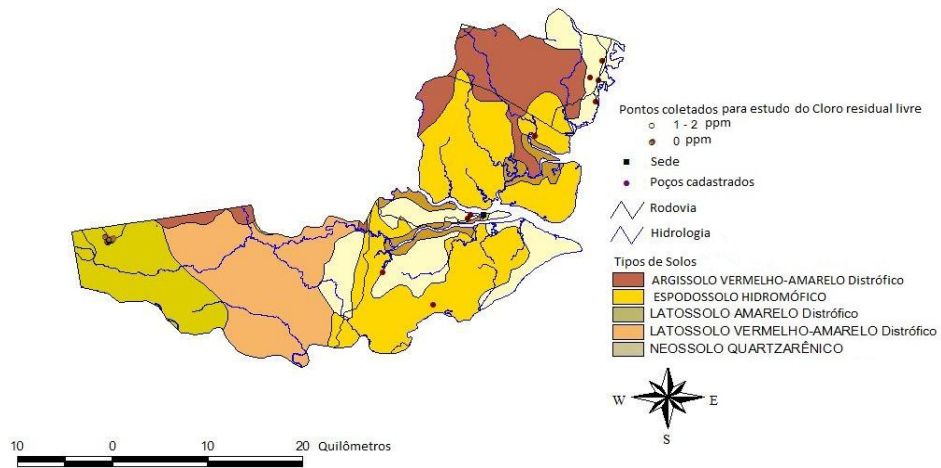 Pontos coletados para estudo do Cloro residual livre
1 - 2 ppm
0 ppm
Sede
Poços cadastrados
Rodovia
Hidrologia
Tipos de Solos
ARGISSOLO VERMELHO-AMARELO Distrófico
ESPODOSSOLO HIDROMÓFICO
LATOSSOLO AMARELO Distrófico
LATOSSOLO VERMELHO-AMARELO Distrófico
NEOSSOLO QUARTZARÊNICO
W E
S
10 0 10 20 Quilômetros